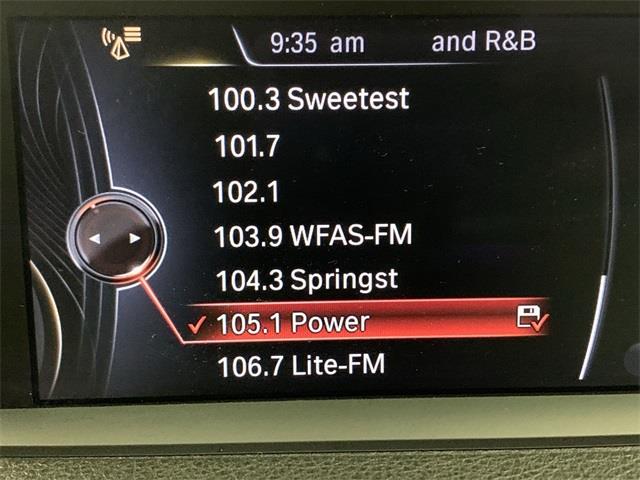 9:35 am and R&B
100.3 Sweetest
101.7
102.1
103.9 WFAS-FM
104.3 Springst
105.1 Power
106.7 Lite-FM